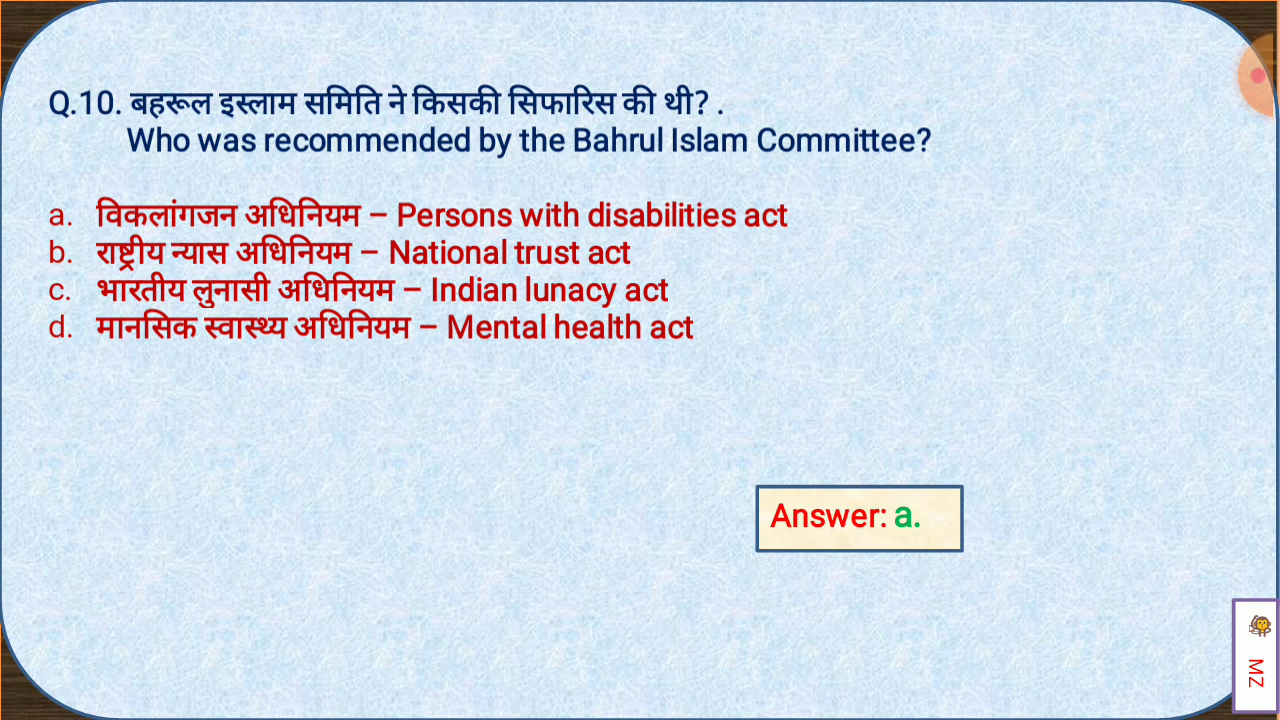 Q.10. बहरूल इस्लाम समिति ने किसकी सिफारिस की थी? .
Who was recommended by the Bahrul Islam Committee?
a. विकलांगजन अधिनियम – Persons with disabilities act
b. राष्ट्रीय न्यास अधिनियम – National trust act
c. भारतीय लुनासी अधिनियम – Indian lunacy act
d. मानसिक स्वास्थ्य अधिनियम – Mental health act
Answer: a.
MZ